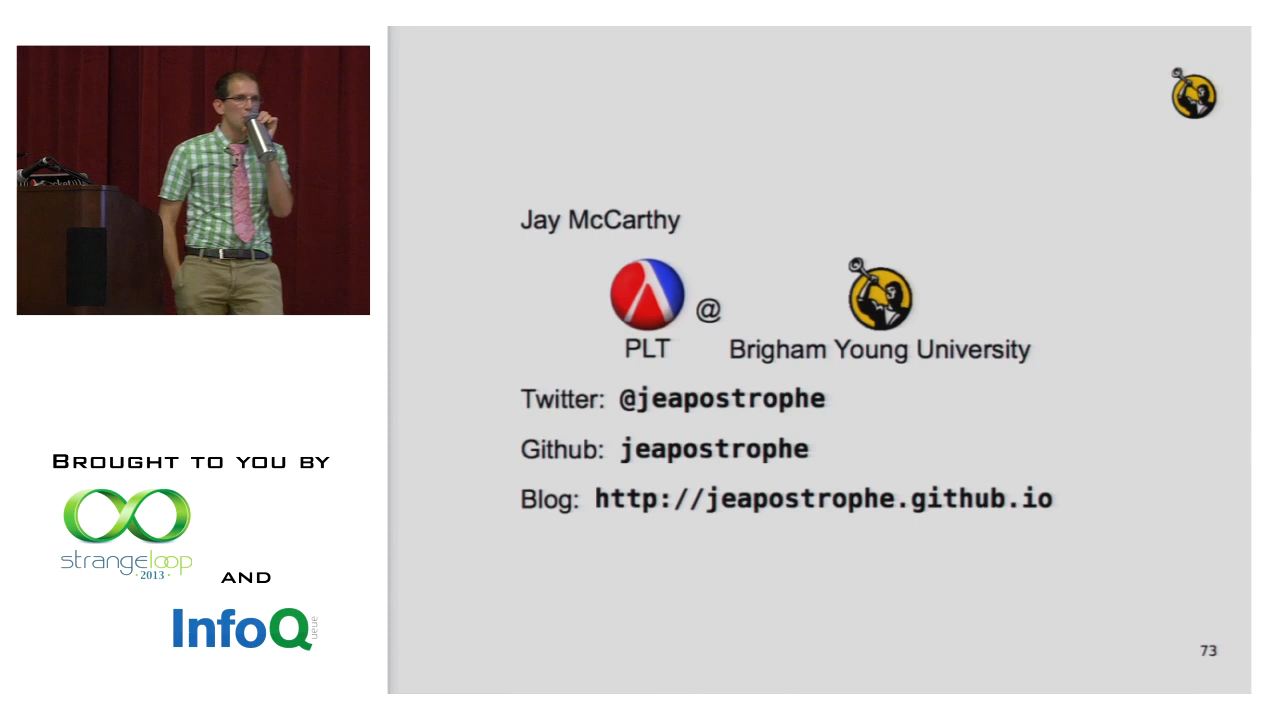 Jay McCarthy
@
PLT
Brigham Young University
Twitter: @jeapostrophe
Github: jeapostrophe
Blog: http://jeapostrophe.github.io
73
BROUGHT TO YOU BY
strangeloop
·2013·
AND
InfoQ
ueue